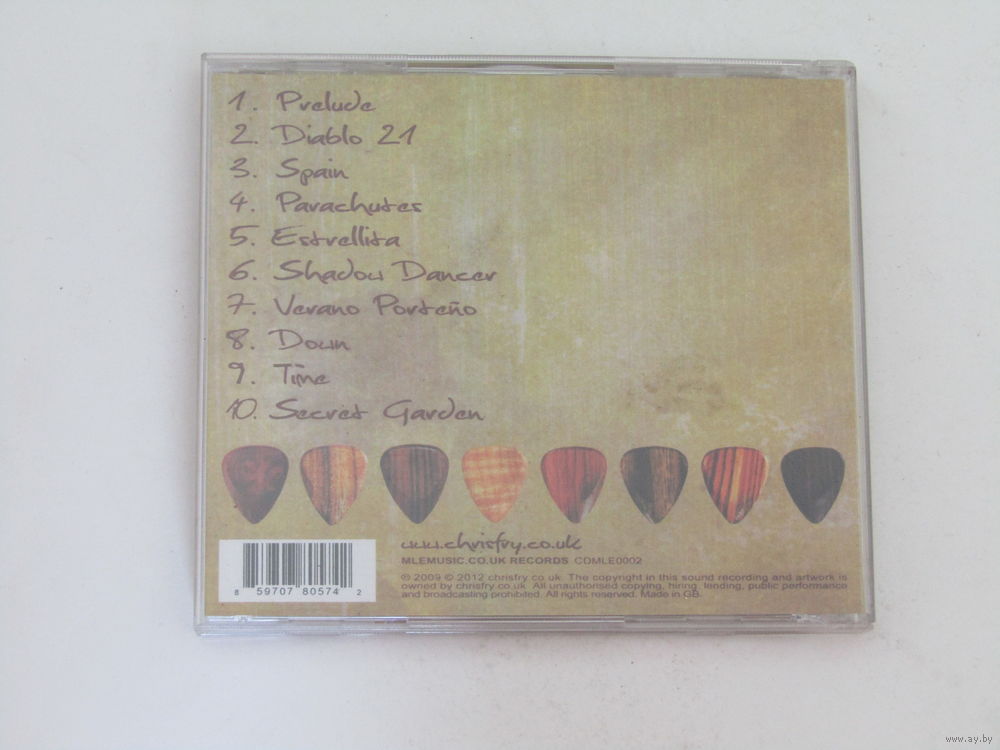 1. Prelude
2. Diablo 21
3. Spain
4. Parachutes
5. Estrellita
6. Shadow Dancer
7. Verano Porteño
8. Down
9. Time
10. Secret Garden
www.chrisfry.co.uk
MLEMUSIC.CO.UK RECORDS CDMLE0002
℗ 2009 © 2012 chrisfry co uk. The copyright in this sound recording and artwork is
owned by chrisfry co.uk. All unauthorised copying, hiring, lending, public performance
and broadcasting prohibited. All rights reserved. Made in GB.
8 59707 80574 2
www.ay.by